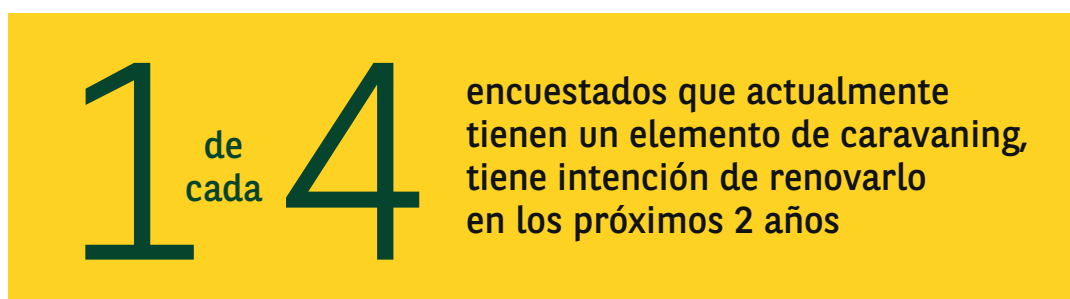 1 de cada 4
encuestados que actualmente
tienen un elemento de caravaning,
tiene intención de renovarlo
en los próximos 2 años